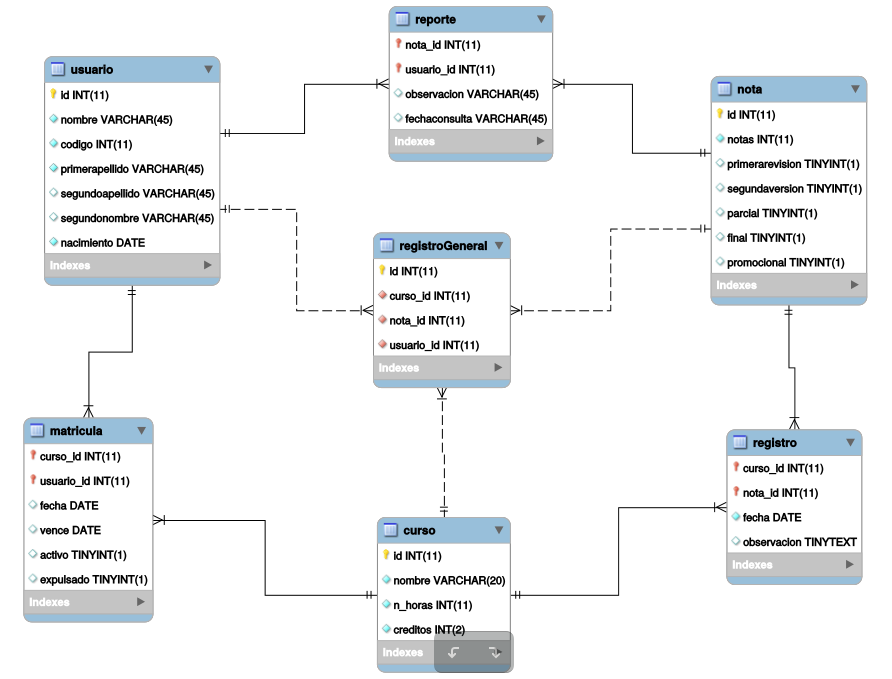 reporte
nota_id INT(11)
usuario_id INT(11)
observacion VARCHAR(45)
fechaconsulta VARCHAR(45)
Indexes
usuario
id INT(11)
nombre VARCHAR(45)
codigo INT(11)
primerapellido VARCHAR(45)
segundoapellido VARCHAR(45)
segundonombre VARCHAR(45)
nacimiento DATE
Indexes
nota
id INT(11)
notas INT(11)
primerarevision TINYINT(1)
segundaversion TINYINT(1)
parcial TINYINT(1)
final TINYINT(1)
promocional TINYINT(1)
Indexes
registroGeneral
id INT(11)
curso_id INT(11)
nota_id INT(11)
usuario_id INT(11)
Indexes
matricula
curso_id INT(11)
usuario_id INT(11)
fecha DATE
vence DATE
activo TINYINT(1)
expulsado TINYINT(1)
Indexes
curso
id INT(11)
nombre VARCHAR(20)
n_horas INT(11)
creditos INT(2)
Indexes
registro
curso_id INT(11)
nota_id INT(11)
fecha DATE
observacion TINYTEXT
Indexes